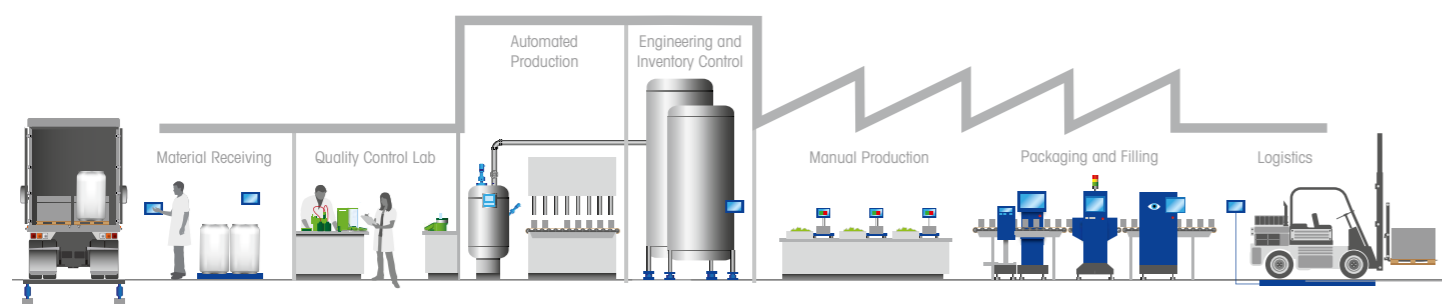 Automated
Production
Engineering and
Inventory Control
Material Receiving
Quality Control Lab
Manual Production
Packaging and Filling
Logistics